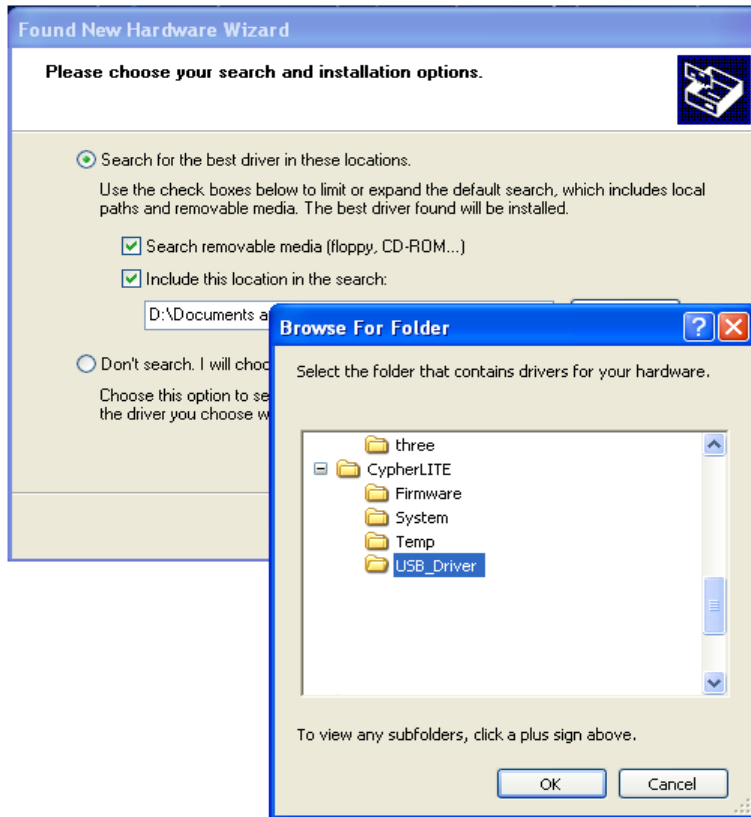 Found New Hardware Wizard
Please choose your search and installation options.
Search for the best driver in these locations.
Use the check boxes below to limit or expand the default search, which includes local
paths and removable media. The best driver found will be installed.
Search removable media (floppy, CD-ROM...)
Include this location in the search:
D:\Documents a
Don't search. I will choo
Choose this option to se
the driver you choose w
Browse For Folder
Select the folder that contains drivers for your hardware.
three
CypherLITE
Firmware
System
Temp
USB_Driver
To view any subfolders, click a plus sign above.
OK Cancel